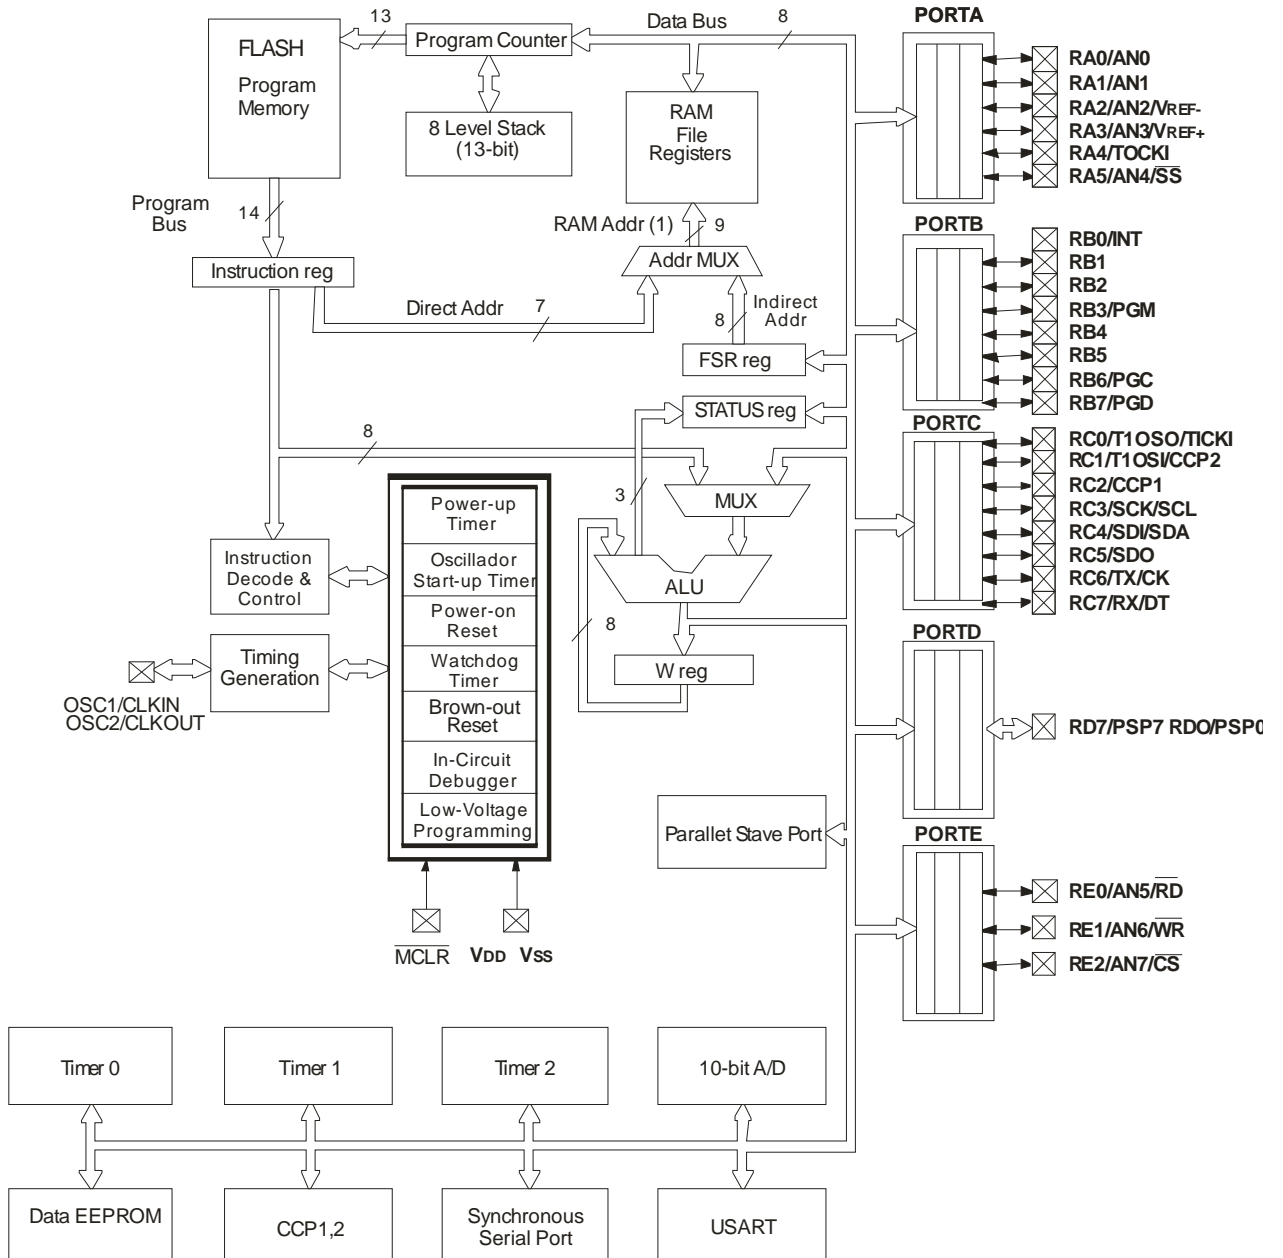 13
Data Bus
8
PORTA
FLASH
Program
Memory
Program Counter
8 Level Stack
(13-bit)
RAM
File
Registers
RA0/AN0
RA1/AN1
RA2/AN2/VREF-
RA3/AN3/VREF+
RA4/TOCKI
RA5/AN4/SS
Program
Bus
14
RAM Addr (1)
9
PORTB
Instruction reg
Addr MUX
RB0/INT
RB1
RB2
RB3/PGM
RB4
RB5
RB6/PGC
RB7/PGD
Direct Addr
7
8
Indirect
Addr
FSR reg
STATUS reg
PORTC
8
RC0/T1OSO/TICKI
RC1/T1OSI/CCP2
RC2/CCP1
RC3/SCK/SCL
RC4/SDI/SDA
RC5/SDO
RC6/TX/CK
RC7/RX/DT
3
MUX
Power-up
Timer
Oscillador
Start-up Timer
Power-on
Reset
Watchdog
Timer
Brown-out
Reset
In-Circuit
Debugger
Low-Voltage
Programming
Instruction
Decode &
Control
ALU
8
W reg
PORTD
Timing
Generation
OSC1/CLKIN
OSC2/CLKOUT
RD7/PSP7 RDO/PSP0
Parallet Stave Port
PORTE
RE0/AN5/RD
RE1/AN6/WR
RE2/AN7/CS
MCLR
VDD VSS
Timer 0
Timer 1
Timer 2
10-bit A/D
Data EEPROM
CCP1,2
Synchronous
Serial Port
USART